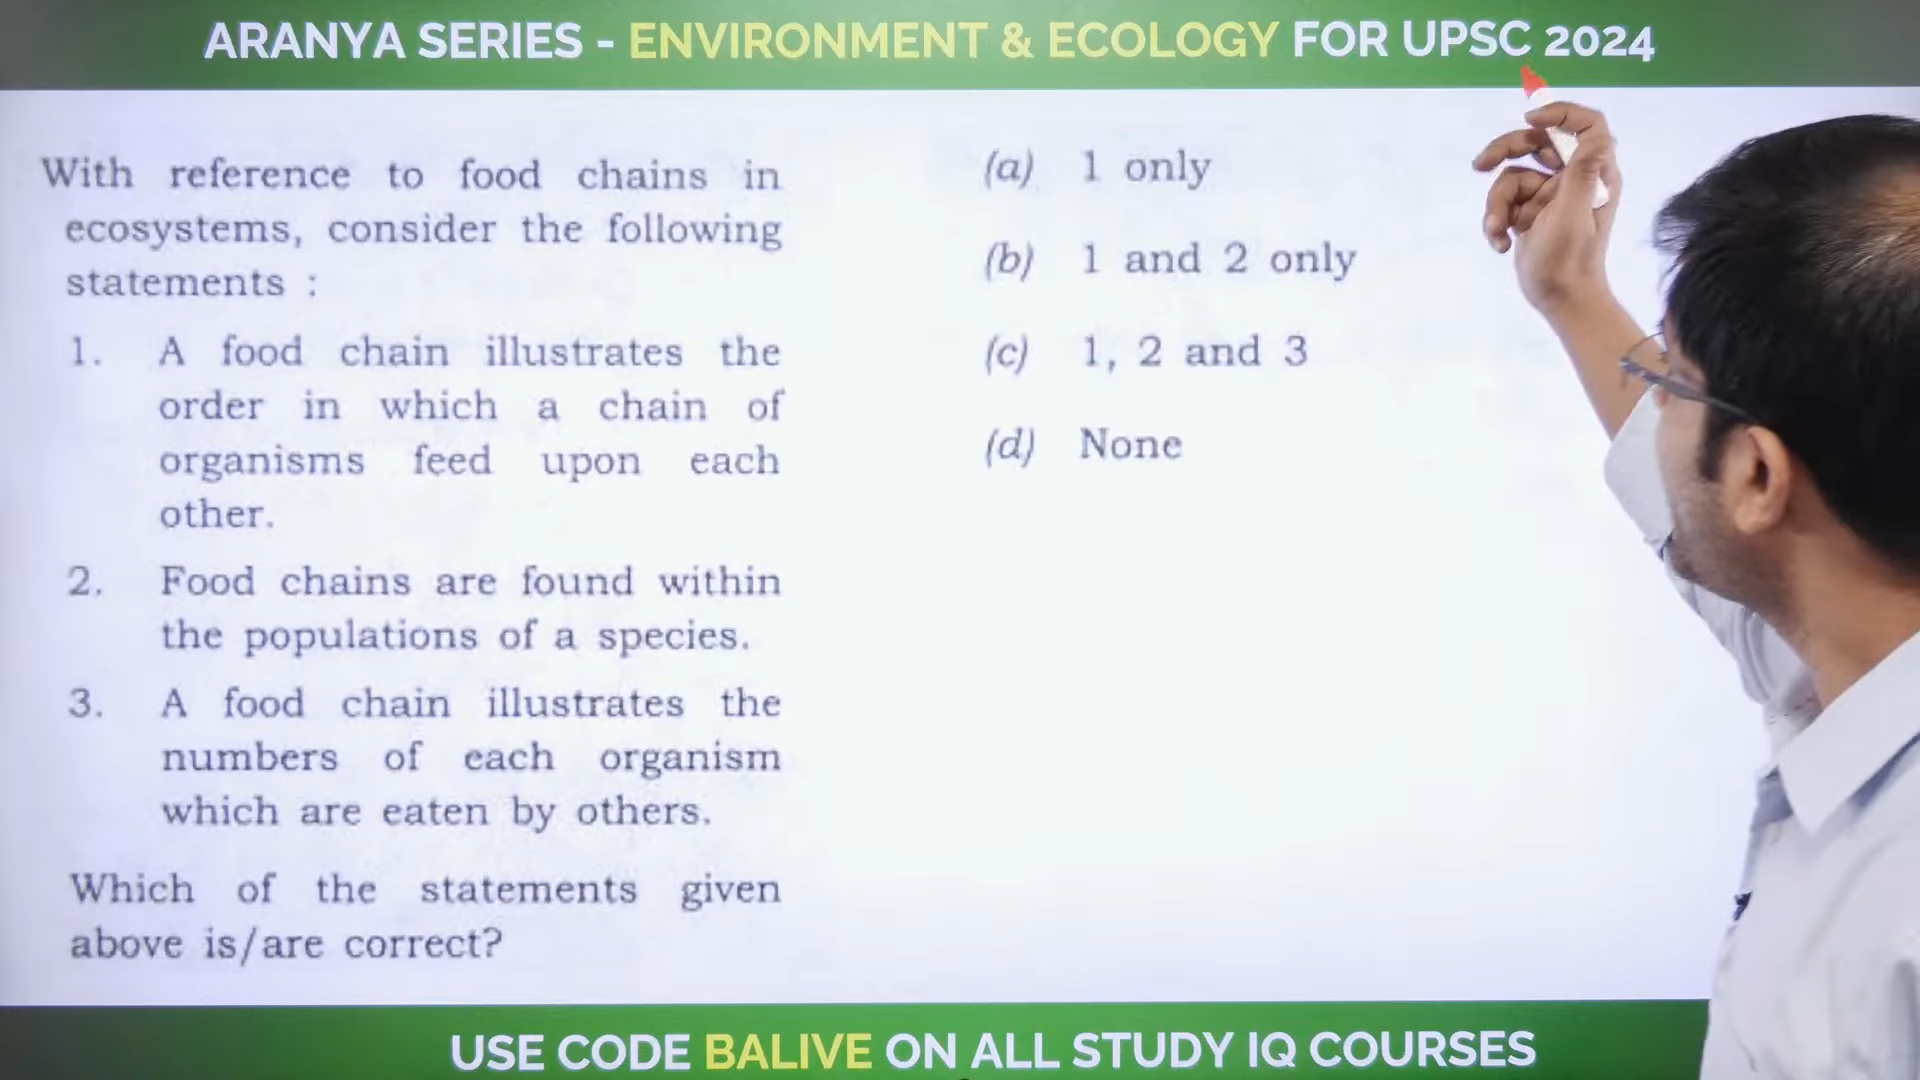 ARANYA SERIES - ENVIRONMENT & ECOLOGY FOR UPSC 2024
With reference to food chains in
ecosystems, consider the following
statements :
1. A food chain illustrates the
order in which a chain of
organisms feed upon each
other.
2. Food chains are found within
the populations of a species.
3. A food chain illustrates the
numbers of each organism
which are eaten by others.
Which of the statements given
above is/are correct?
(a) 1 only
(b) 1 and 2 only
(c) 1, 2 and 3
(d) None
USE CODE BALIVE ON ALL STUDY IQ COURSES